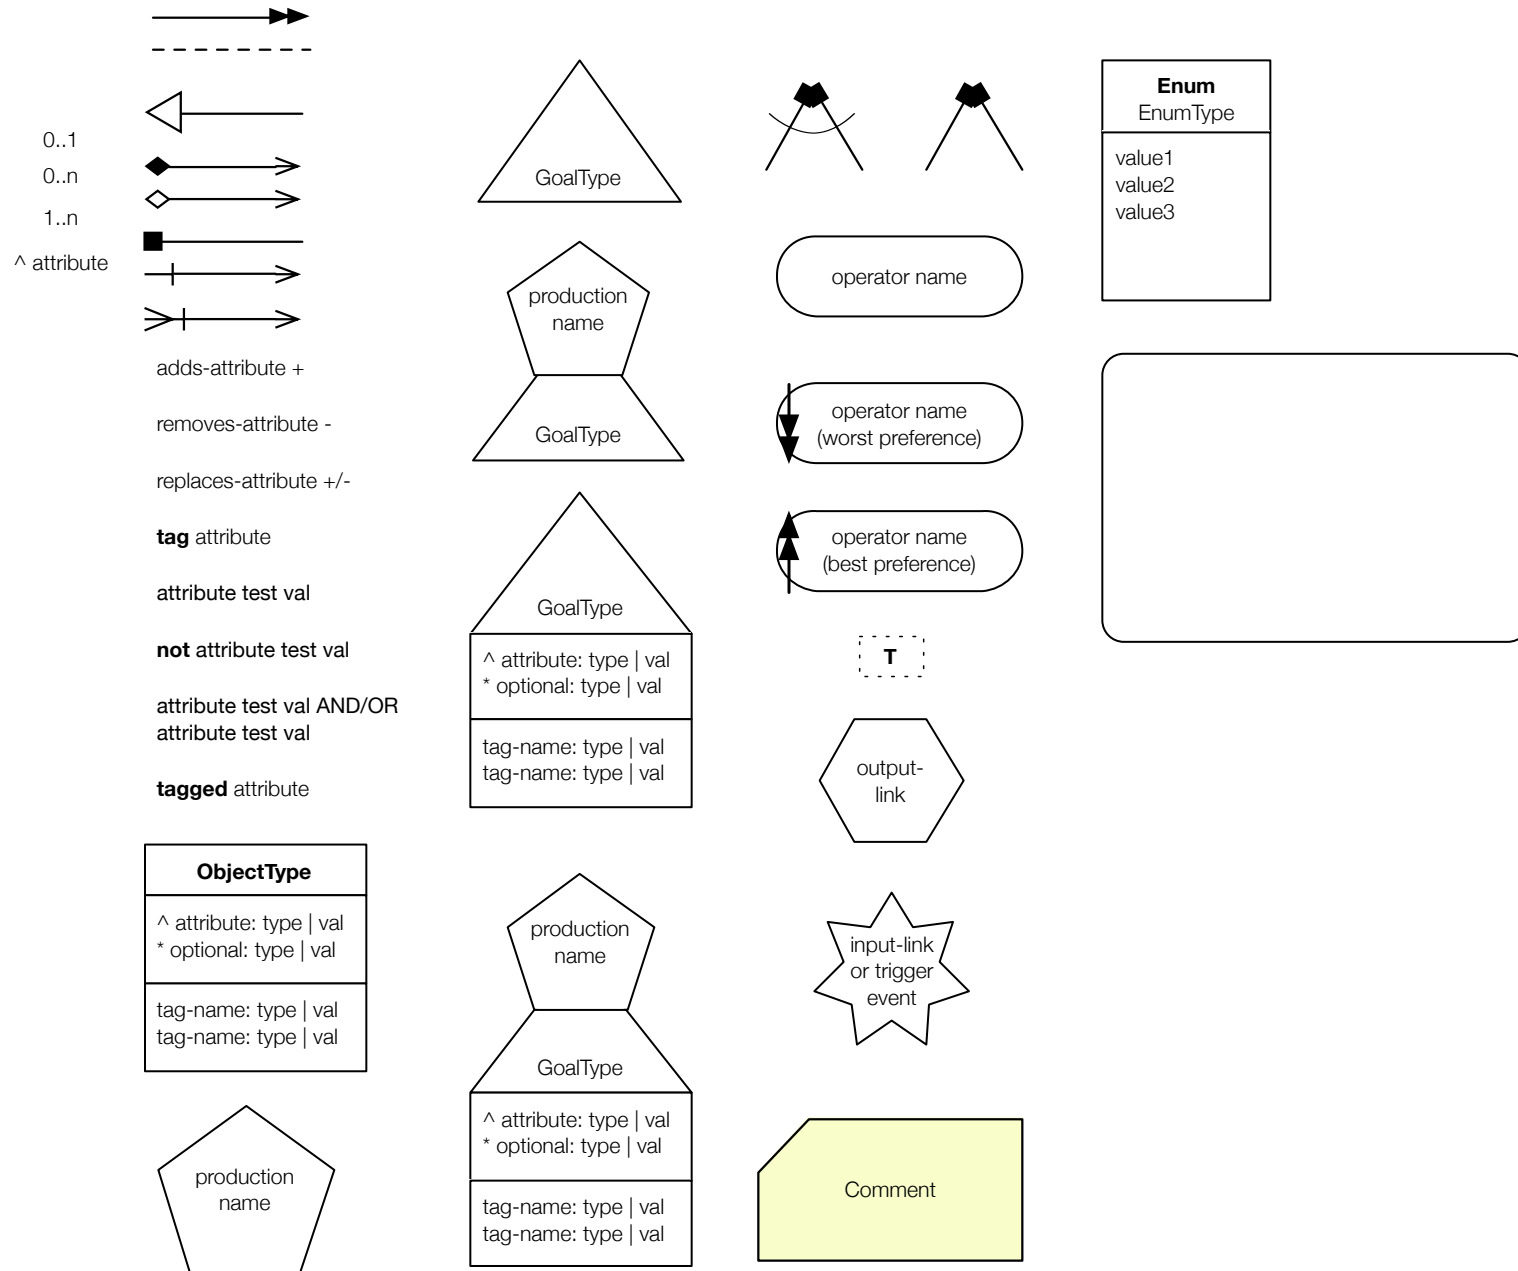 0..1
0..n
1..n
^ attribute
adds-attribute +
removes-attribute -
replaces-attribute +/-
tag attribute
attribute test val
not attribute test val
attribute test val AND/OR
attribute test val
tagged attribute
ObjectType
^ attribute: type | val
* optional: type | val
tag-name: type | val
tag-name: type | val
production
name
GoalType
production
name
GoalType
GoalType
^ attribute: type | val
* optional: type | val
tag-name: type | val
tag-name: type | val
production
name
GoalType
^ attribute: type | val
* optional: type | val
tag-name: type | val
tag-name: type | val
operator name
operator name
(worst preference)
operator name
(best preference)
T
output-
link
input-link
or trigger
event
Comment
Enum
EnumType
value1
value2
value3